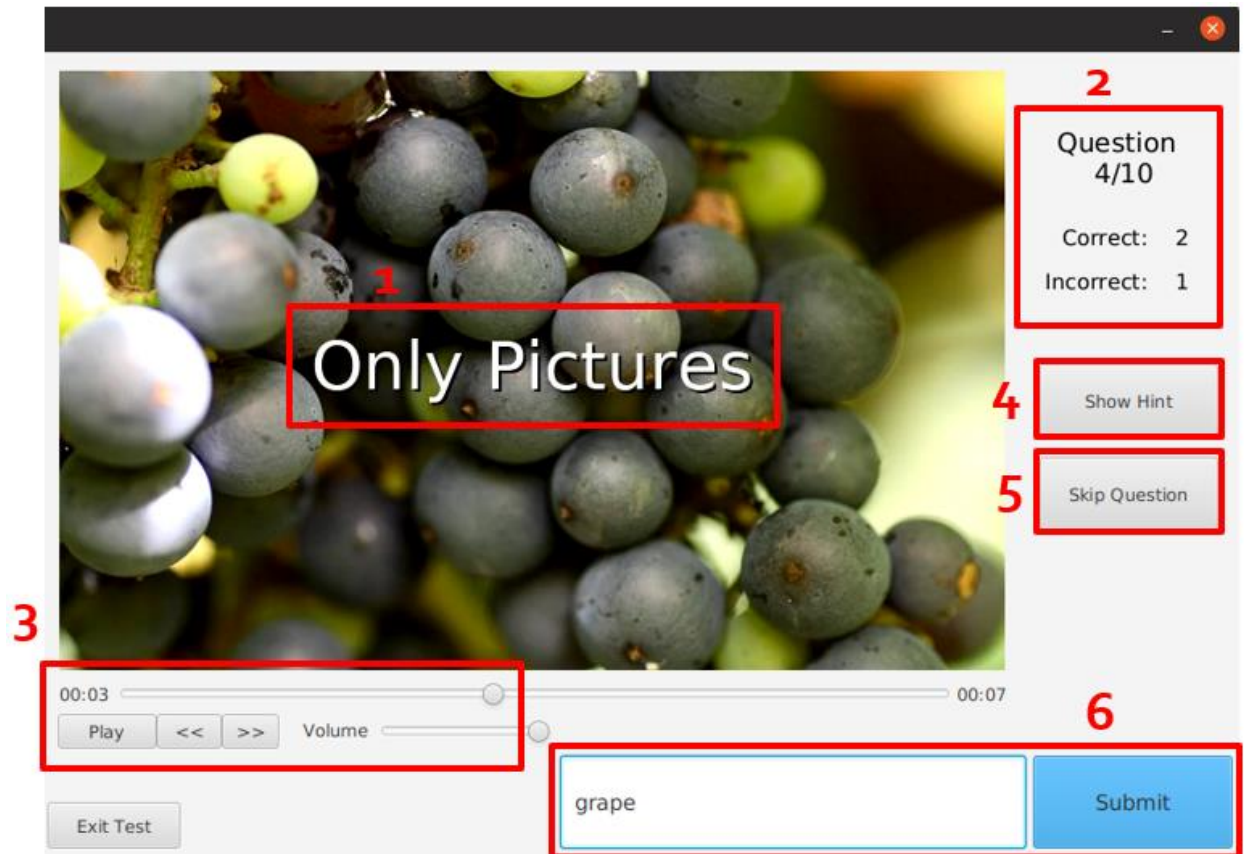 2
Question
4/10
Correct: 2
Incorrect: 1
1
Only Pictures
4 Show Hint
5 Skip Question
3
00:03 00:07
Play << >> Volume
6
grape Submit
Exit Test